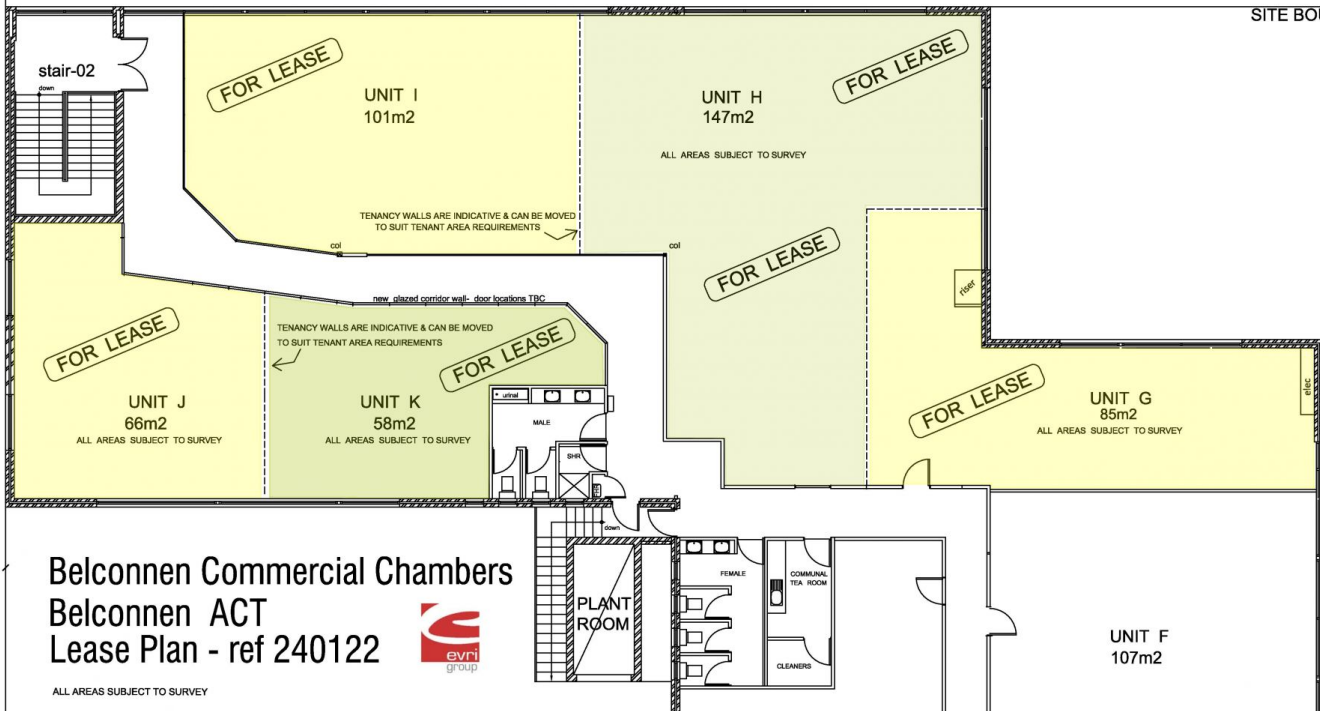 SITE BOU
stair-02
down
FOR LEASE
UNIT I
101m2
TENANCY WALLS ARE INDICATIVE & CAN BE MOVED
TO SUIT TENANT AREA REQUIREMENTS
col
FOR LEASE
UNIT H
147m2
ALL AREAS SUBJECT TO SURVEY
col
FOR LEASE
riser
new glazed corridor wall- door locations TBC
FOR LEASE
UNIT J
66m2
ALL AREAS SUBJECT TO SURVEY
TENANCY WALLS ARE INDICATIVE & CAN BE MOVED
TO SUIT TENANT AREA REQUIREMENTS
FOR LEASE
UNIT K
58m2
ALL AREAS SUBJECT TO SURVEY
urinal
MALE
SHR
FOR LEASE
UNIT G
85m2
ALL AREAS SUBJECT TO SURVEY
elec
down
PLANT
ROOM
FEMALE
COMMUNAL
TEA ROOM
CLEANERS
UNIT F
107m2
Belconnen Commercial Chambers
Belconnen ACT
Lease Plan - ref 240122
evri
group
ALL AREAS SUBJECT TO SURVEY